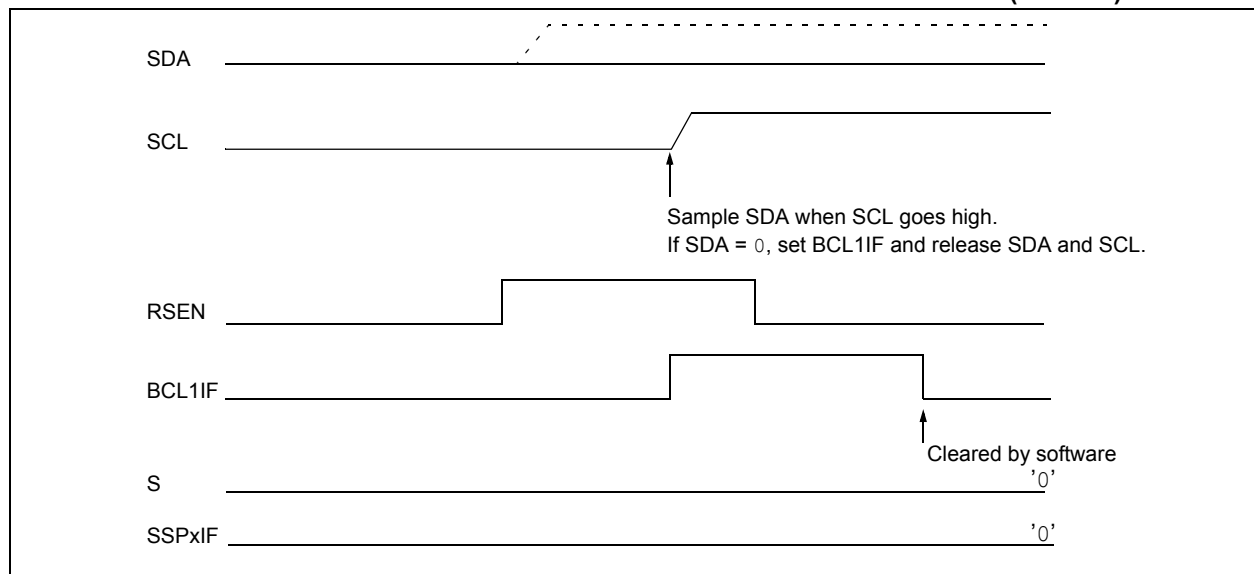 SDA
SCL
Sample SDA when SCL goes high.
If SDA = 0, set BCL1IF and release SDA and SCL.
RSEN
BCL1IF
Cleared by software
S
'0'
SSPxIF
'0'